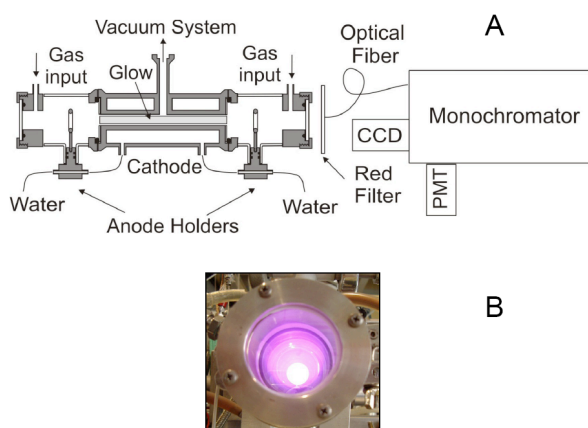 Vacuum System
A
Optical
Fiber
Gas
input
Glow
Gas
input
Monochromator
CCD
PMT
Cathode
Red
Filter
Water
Anode Holders
Water
B